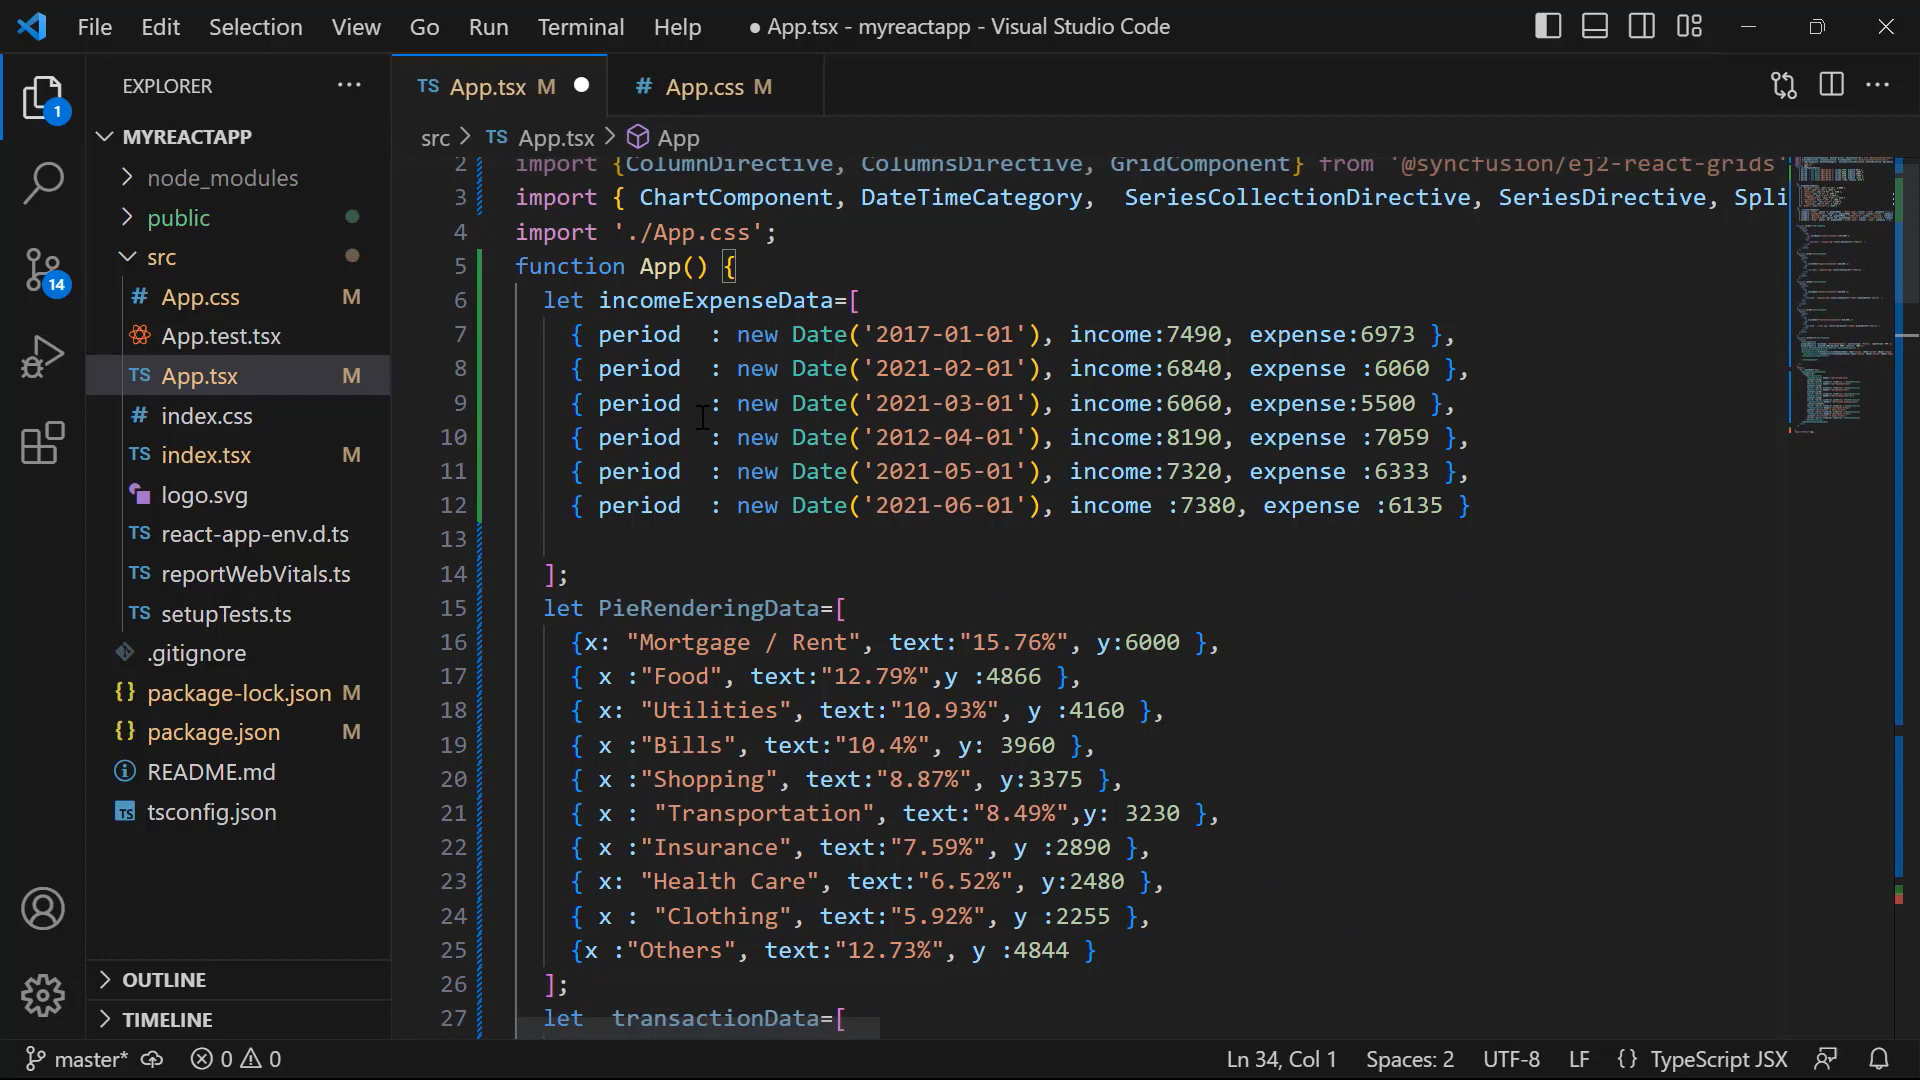 File Edit Selection View Go Run Terminal Help ● App.tsx - myreactapp - Visual Studio Code
EXPLORER ...
TS App.tsx M
# App.css M
MYREACTAPP
src > TS App.tsx > App
node_modules
public
src
# App.css M
App.test.tsx
TS App.tsx M
# index.css
TS index.tsx M
logo.svg
TS react-app-env.d.ts
TS reportWebVitals.ts
TS setupTests.ts
.gitignore
{} package-lock.json M
{} package.json M
README.md
TS tsconfig.json
OUTLINE
TIMELINE
1
14
2 import {ColumnDirective, ColumnsDirective, GridComponent} from '@syncfusion/ej2-react-grids'
3 import { ChartComponent, DateTimeCategory,  SeriesCollectionDirective, SeriesDirective, Spli
4 import './App.css';
5 function App() {
6 let incomeExpenseData=[
7 { period  : new Date('2017-01-01'), income:7490, expense:6973 },
8 { period  : new Date('2021-02-01'), income:6840, expense :6060 },
9 { period  : new Date('2021-03-01'), income:6060, expense:5500 },
10 { period  : new Date('2012-04-01'), income:8190, expense :7059 },
11 { period  : new Date('2021-05-01'), income:7320, expense :6333 },
12 { period  : new Date('2021-06-01'), income :7380, expense :6135 }
13
14 ];
15 let PieRenderingData=[
16 {x: "Mortgage / Rent", text:"15.76%", y:6000 },
17 { x :"Food", text:"12.79%",y :4866 },
18 { x: "Utilities", text:"10.93%", y :4160 },
19 { x :"Bills", text:"10.4%", y: 3960 },
20 { x :"Shopping", text:"8.87%", y:3375 },
21 { x : "Transportation", text:"8.49%",y: 3230 },
22 { x :"Insurance", text:"7.59%", y :2890 },
23 { x: "Health Care", text:"6.52%", y:2480 },
24 { x : "Clothing", text:"5.92%", y :2255 },
25 {x :"Others", text:"12.73%", y :4844 }
26 ];
27 let  transactionData=[
master* 0 0 Ln 34, Col 1 Spaces: 2 UTF-8 LF {} TypeScript JSX